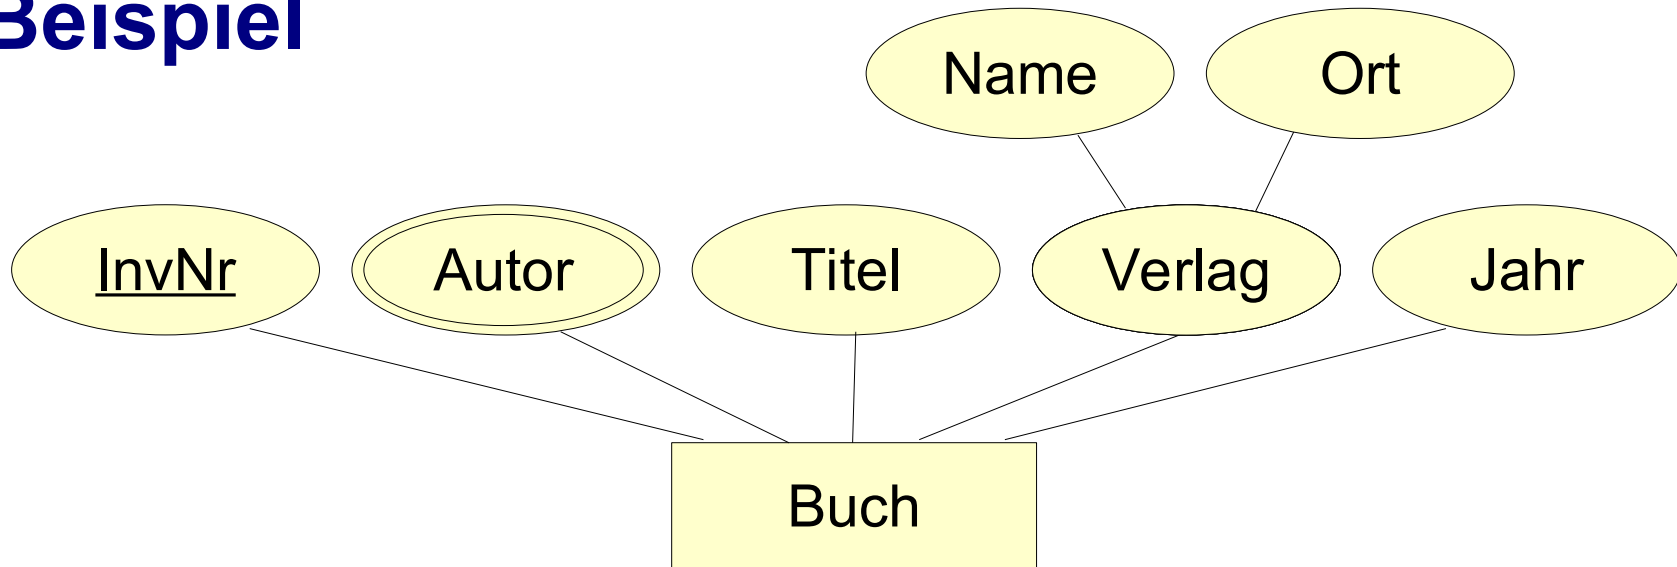 Beispiel
Name
Ort
InvNr
Autor
Titel
Verlag
Jahr
Buch